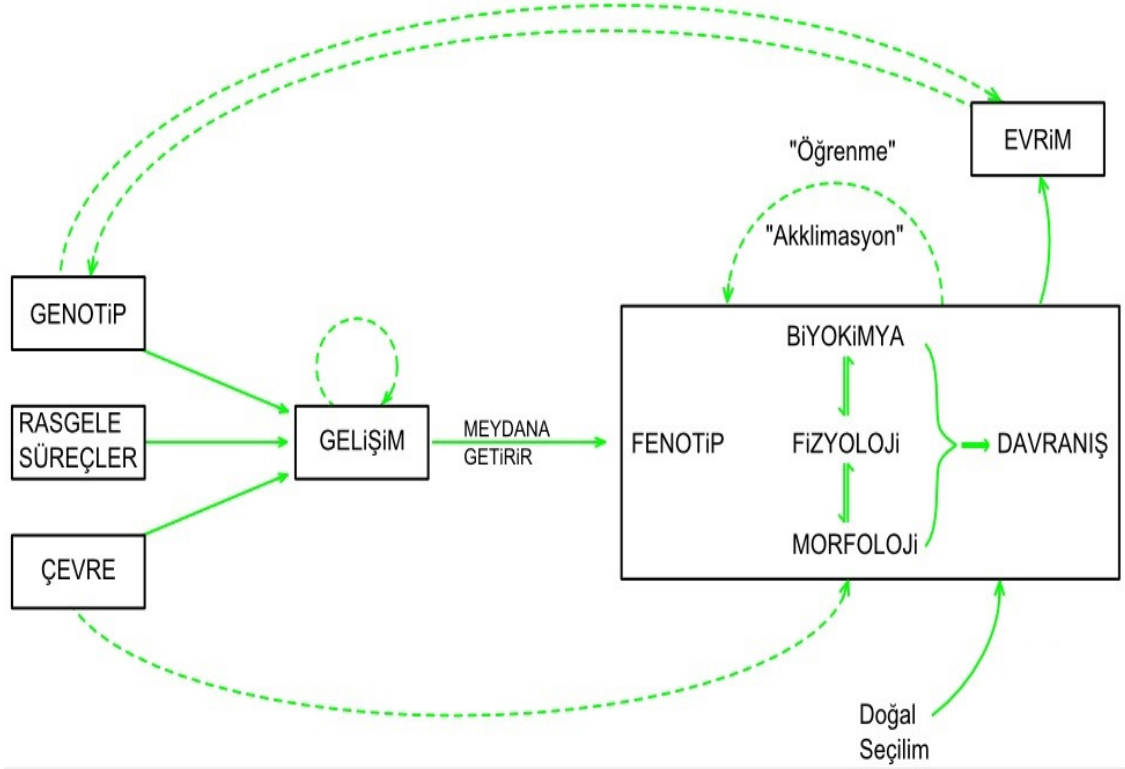 EVRiM
"Öğrenme"
"Akklimasyon"
GENOTiP
BiYOKiMYA
RASGELE
SÜREÇLER
GELiŞiM
MEYDANA
GETiRiR
FENOTiP
FiZYOLOJi
DAVRANIŞ
MORFOLOJi
ÇEVRE
Doğal
Seçilim